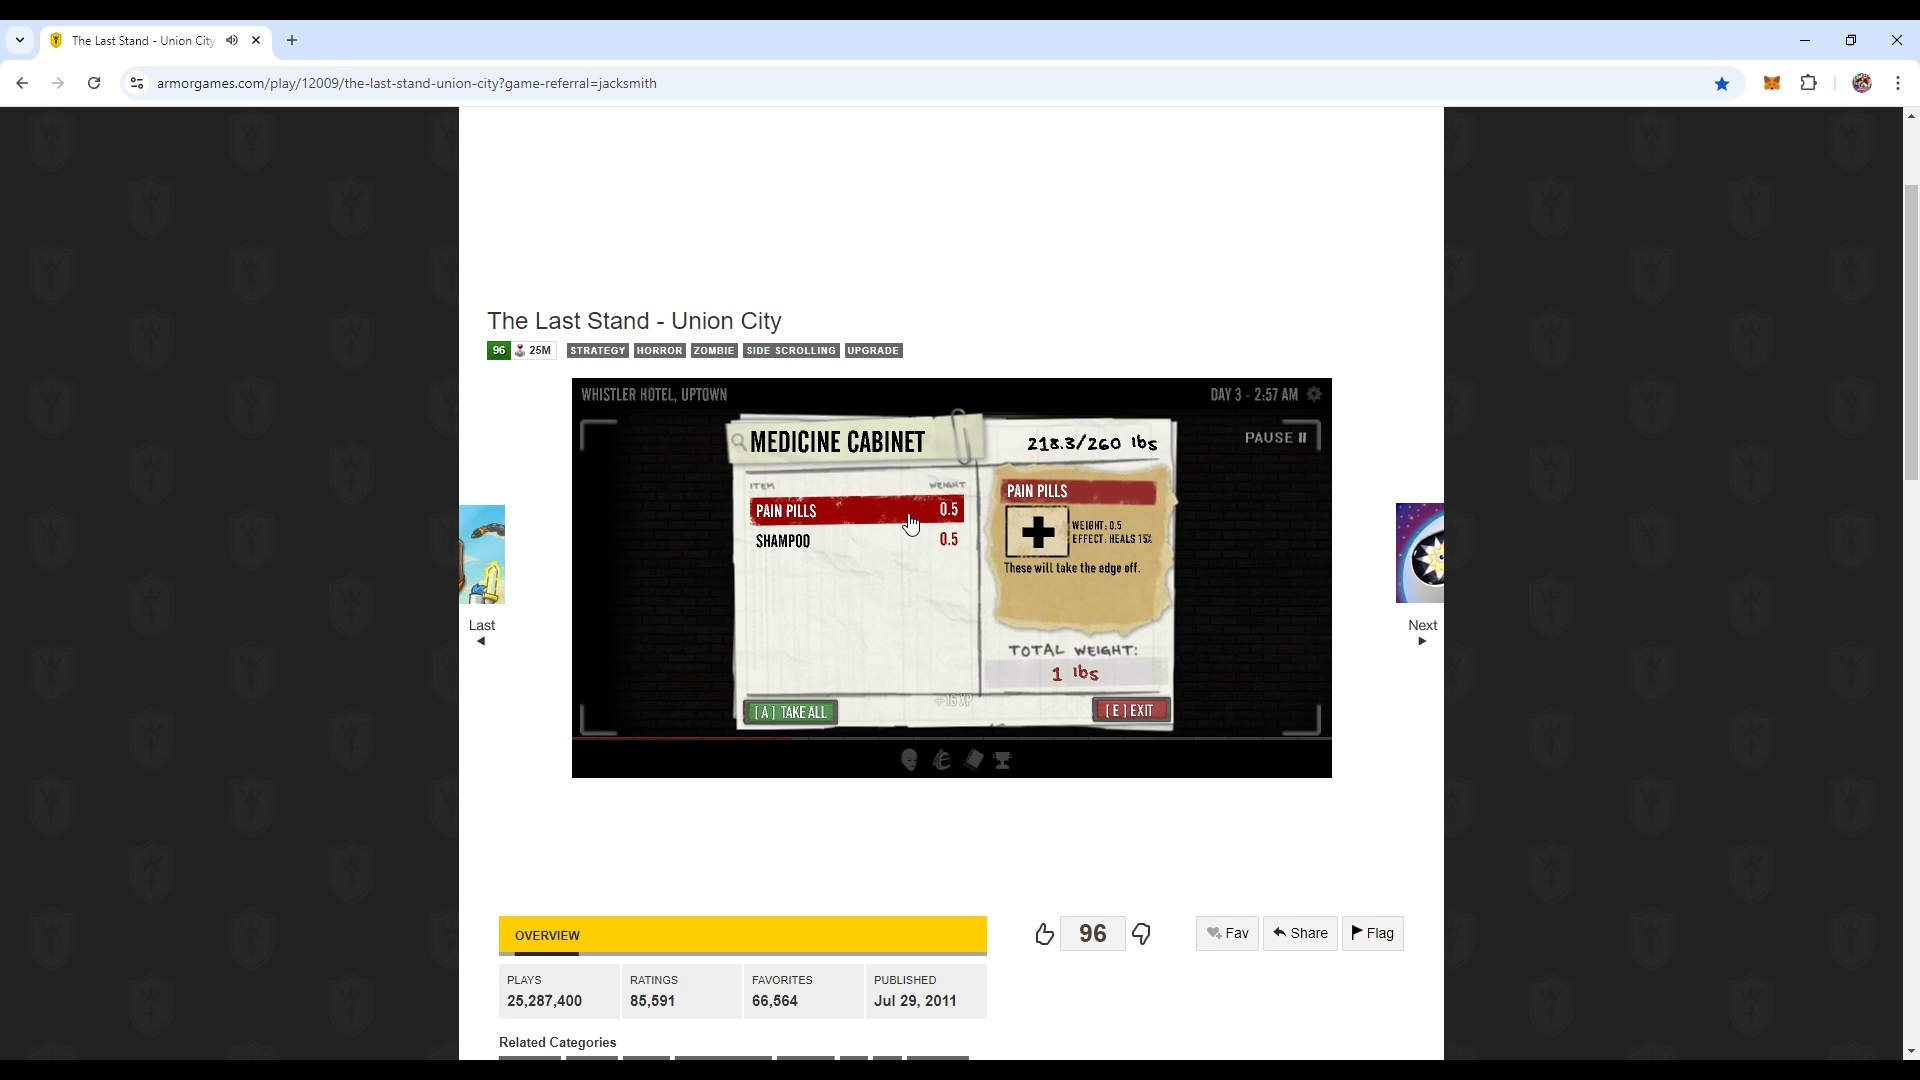 The Last Stand - Union City
armorgames.com/play/12009/the-last-stand-union-city?game-referral=jacksmith
The Last Stand - Union City
96 25M STRATEGY HORROR ZOMBIE SIDE SCROLLING UPGRADE
WHISTLER HOTEL, UPTOWN DAY 3 - 2:57 AM
MEDICINE CABINET 218.3/260 lbs PAUSE
ITEM WEIGHT PAIN PILLS
PAIN PILLS 0.5
WEIGHT: 0.5
EFFECT: HEALS 15%
SHAMPOO 0.5
These will take the edge off.
Last
Next
TOTAL WEIGHT:
1 lbs
+16 XP
[ A ] TAKE ALL [ E ] EXIT
OVERVIEW 96 Fav Share Flag
PLAYS RATINGS FAVORITES PUBLISHED
25,287,400 85,591 66,564 Jul 29, 2011
Related Categories